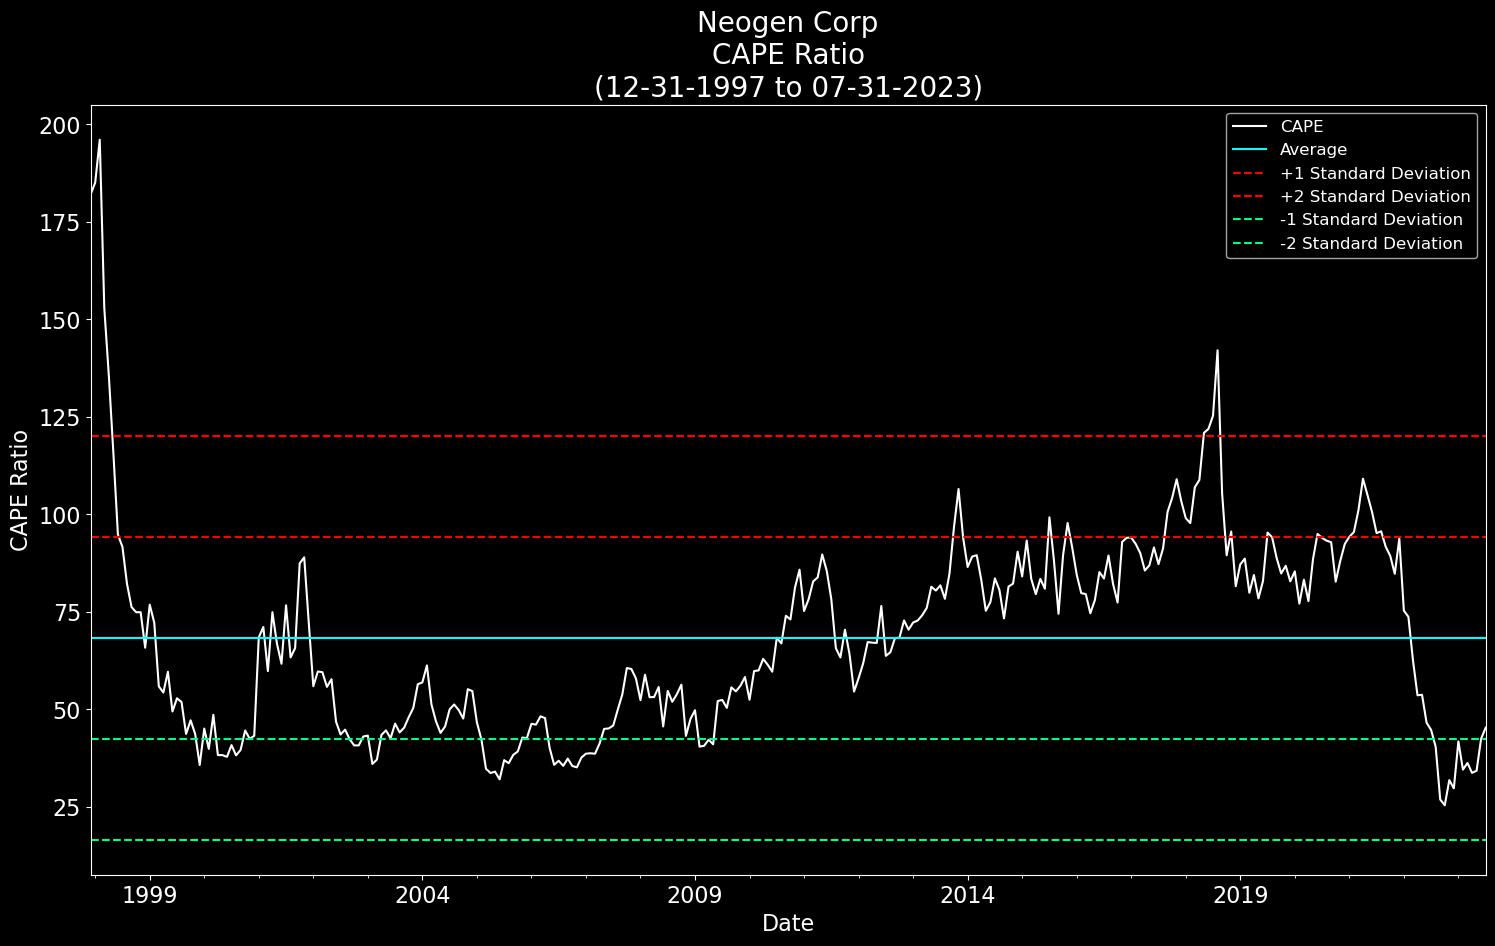 Neogen Corp
CAPE Ratio
(12-31-1997 to 07-31-2023)
CAPE
Average
+1 Standard Deviation
+2 Standard Deviation
-1 Standard Deviation
-2 Standard Deviation
200
175
150
125
100
75
50
25
CAPE Ratio
1999
2004
2009
2014
2019
Date